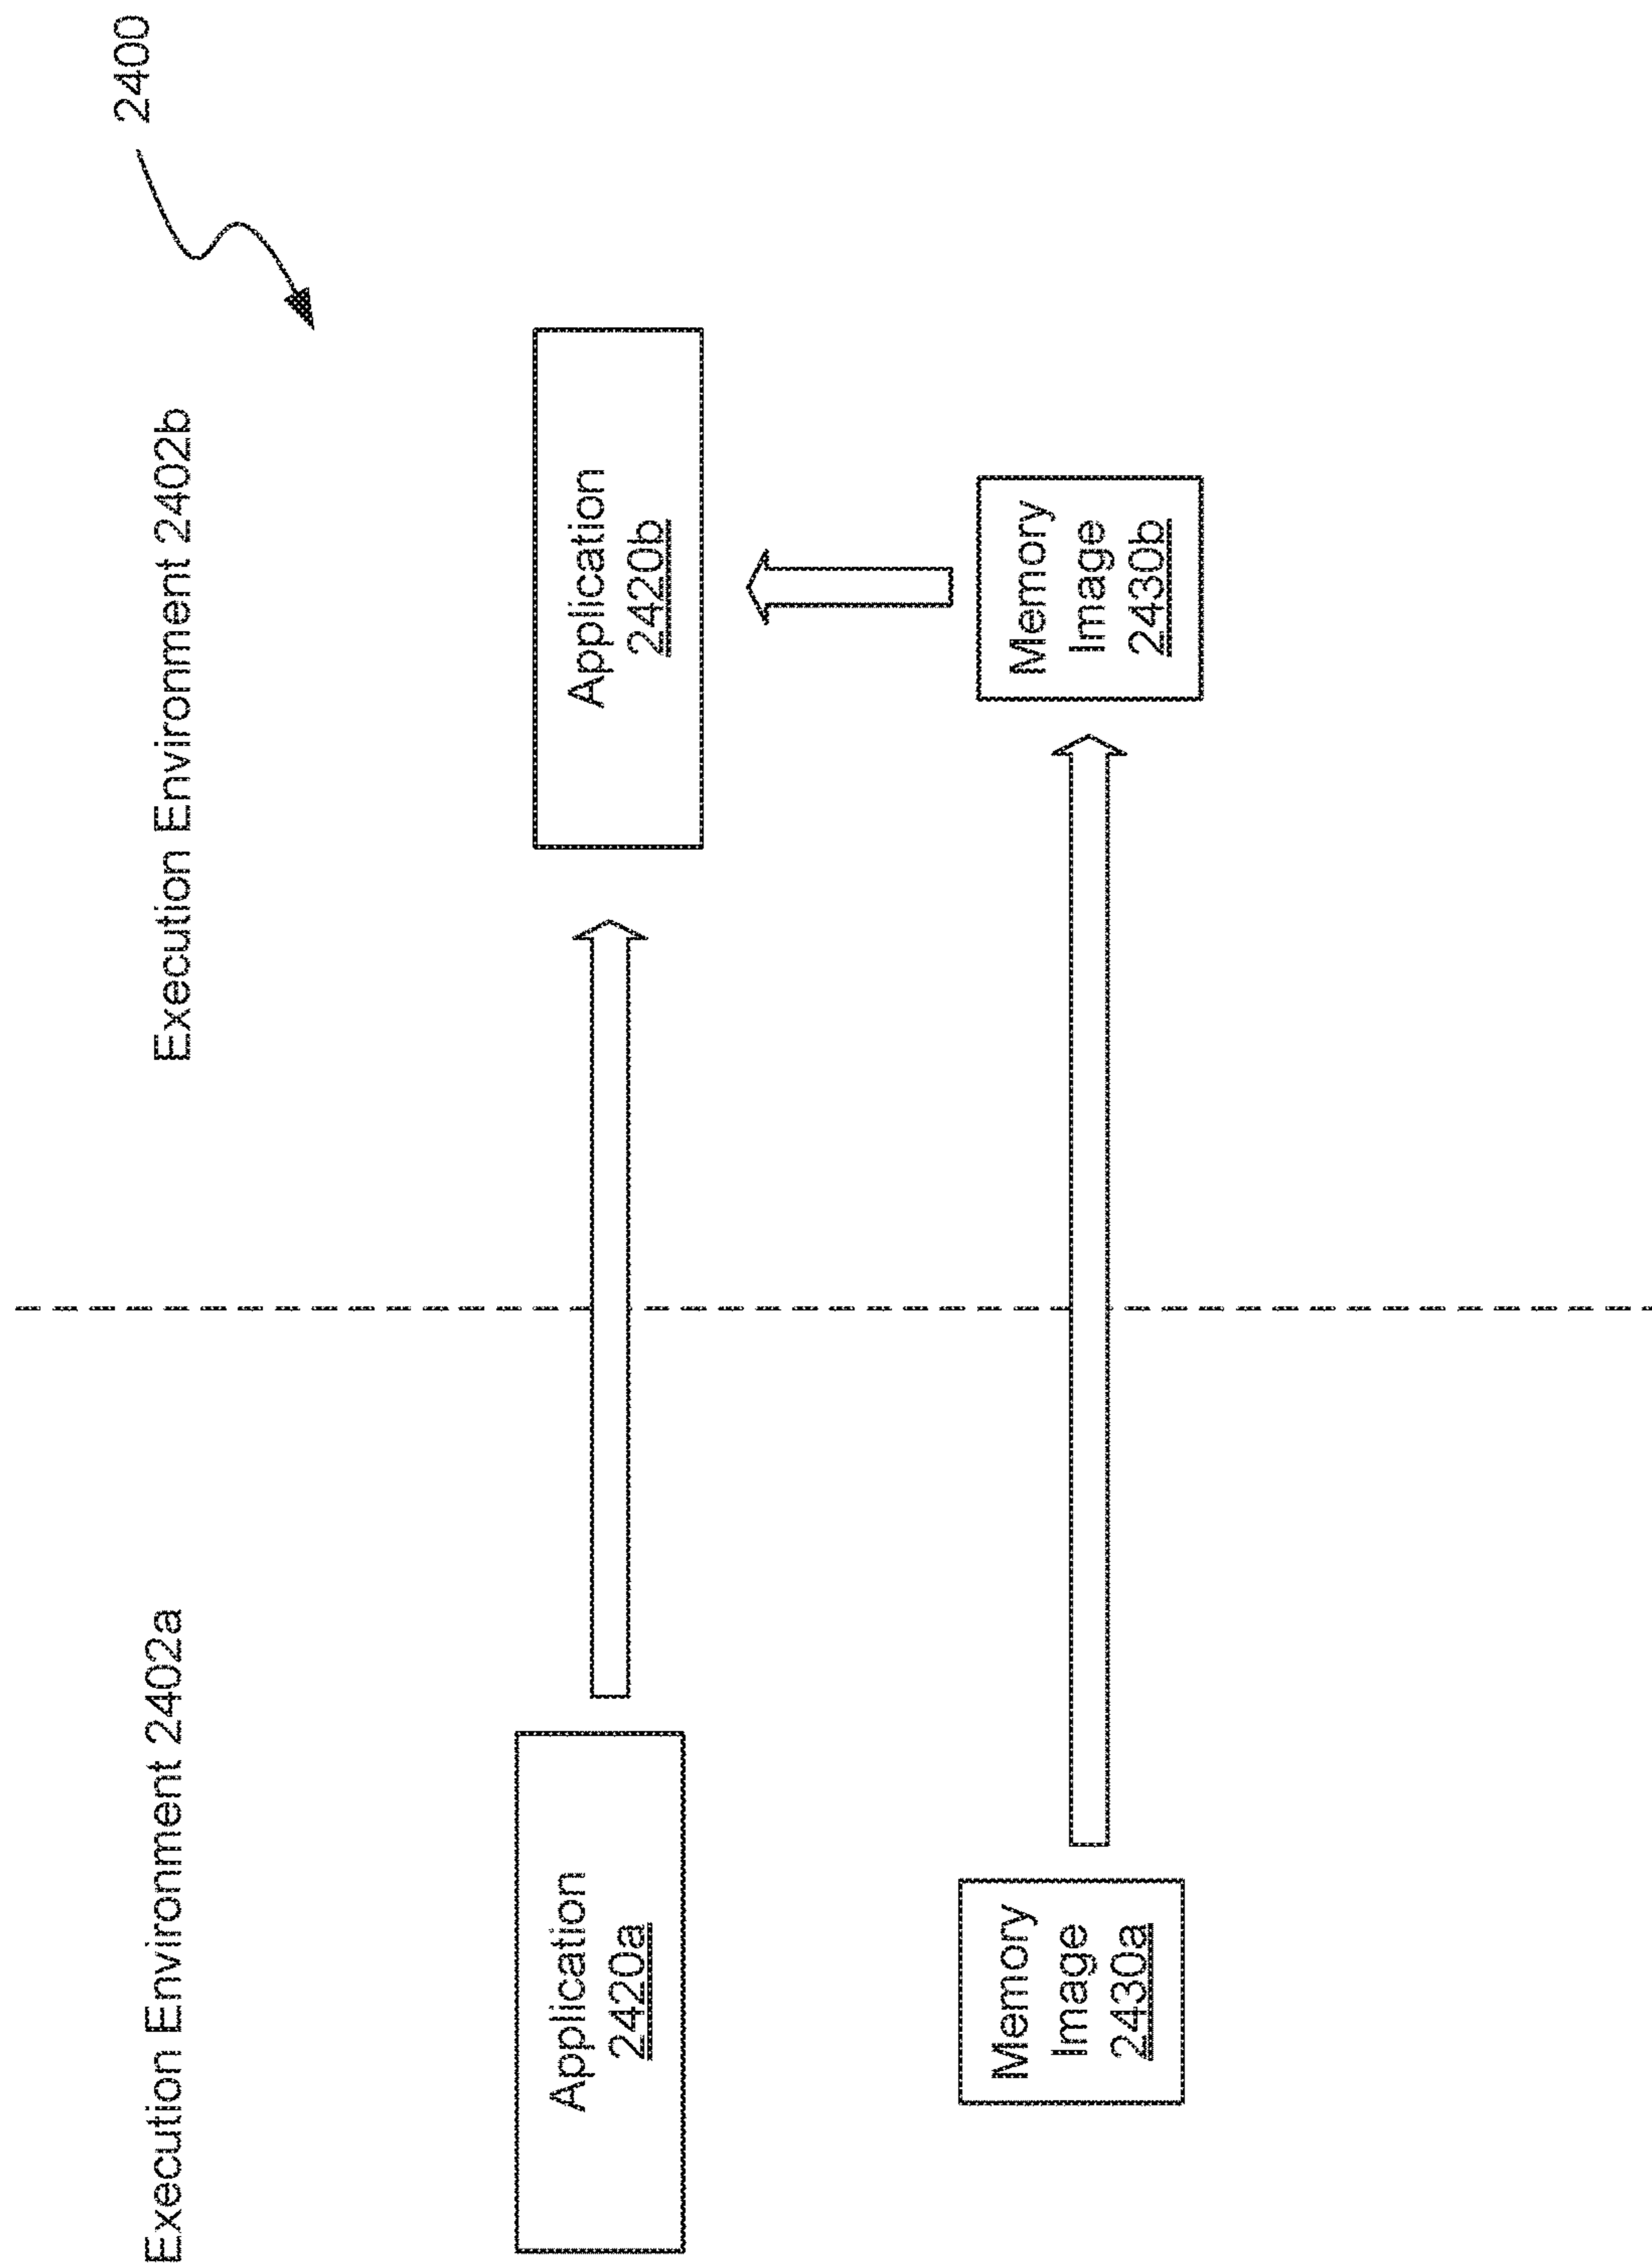 2400
Execution Environment 2402a
Execution Environment 2402b
Application
2420a
Application
2420b
Memory
Image
2430a
Memory
Image
2430b